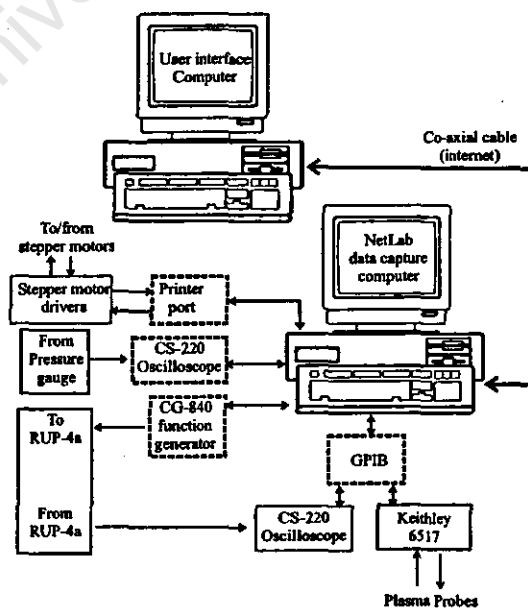 User interface
Computer
Co-axial cable
(internet)
To/from
stepper motors
NetLab
data capture
computer
Stepper motor
drivers
Printer
port
From
Pressure
gauge
CS-220
Oscilloscope
CG-840
function
generator
To
RUP-4a
GPIB
From
RUP-4a
CS-220
Oscilloscope
Keithley
6517
Plasma Probes